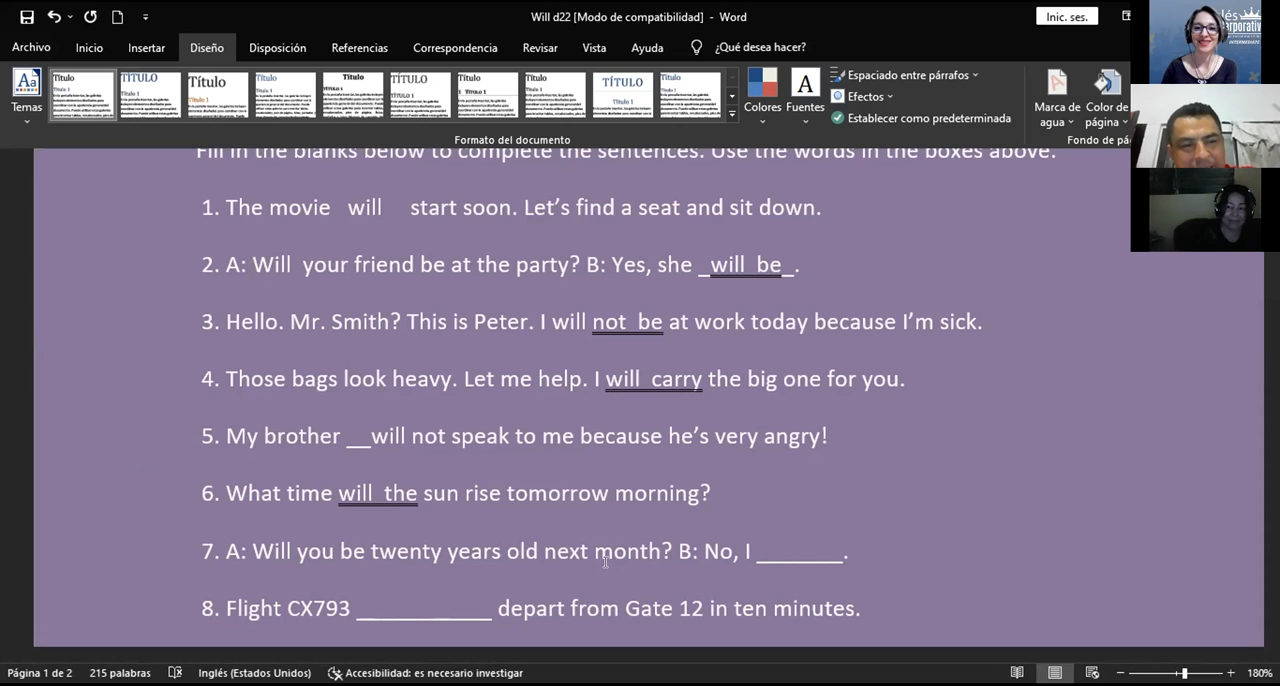 Will d22 [Modo de compatibilidad] - Word
Inic. ses.
Archivo Inicio Insertar Diseño Disposición Referencias Correspondencia Revisar Vista Ayuda ¿Qué desea hacer?
Temas
Colores
Fuentes
Espaciado entre párrafos
Efectos
Establecer como predeterminada
Marca de agua
Color de página
Formato del documento
Fondo de pá
Fill in the blanks below to complete the sentences. Use the words in the boxes above.
1. The movie will start soon. Let's find a seat and sit down.
2. A: Will your friend be at the party? B: Yes, she _will be_.
3. Hello. Mr. Smith? This is Peter. I will not be at work today because I'm sick.
4. Those bags look heavy. Let me help. I will carry the big one for you.
5. My brother __will not speak to me because he's very angry!
6. What time will the sun rise tomorrow morning?
7. A: Will you be twenty years old next month? B: No, I ________.
8. Flight CX793 ____________ depart from Gate 12 in ten minutes.
Página 1 de 2 215 palabras Inglés (Estados Unidos) Accesibilidad: es necesario investigar 180%